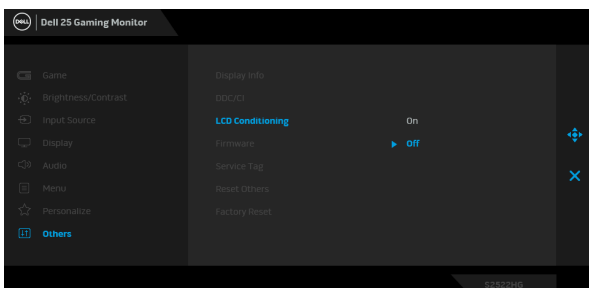 DELL
Dell 25 Gaming Monitor
Game
Brightness/Contrast
Input Source
Display
Audio
Menu
Personalize
Others
Display Info
DDC/CI
LCD Conditioning
On
Firmware
Off
Service Tag
Reset Others
Factory Reset
S2522HG